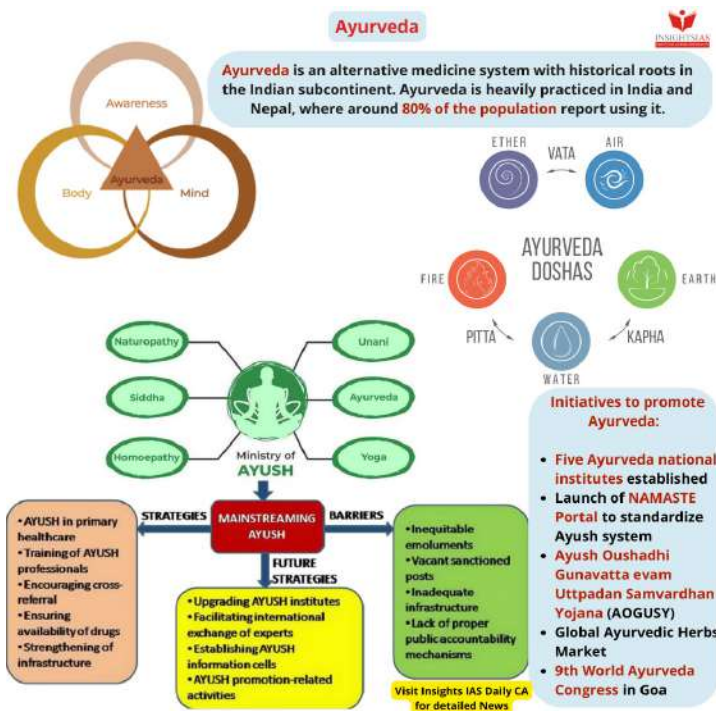 Ayurveda
INSIGHTSIAS
Ayurveda is an alternative medicine system with historical roots in
the Indian subcontinent. Ayurveda is heavily practiced in India and
Nepal, where around 80% of the population report using it.
Awareness
Body
Ayurveda
Mind
ETHER
VATA
AIR
AYURVEDA
DOSHAS
FIRE
EARTH
PITTA
KAPHA
WATER
Naturopathy
Unani
Siddha
Ayurveda
Homoepathy
Yoga
Ministry of
AYUSH
STRATEGIES
MAINSTREAMING
AYUSH
BARRIERS
FUTURE
STRATEGIES
• AYUSH in primary
healthcare
• Training of AYUSH
professionals
• Encouraging cross-
referral
• Ensuring
availability of drugs
• Strengthening of
infrastructure
• Upgrading AYUSH institutes
• Facilitating international
exchange of experts
• Establishing AYUSH
information cells
• AYUSH promotion-related
activities
• Inequitable
emoluments
• Vacant sanctioned
posts
• Inadequate
infrastructure
• Lack of proper
public accountability
mechanisms
Visit Insights IAS Daily CA
for detailed News
Initiatives to promote
Ayurveda:
• Five Ayurveda national
institutes established
• Launch of NAMASTE
Portal to standardize
Ayush system
• Ayush Oushadhi
Gunavatta evam
Uttpadan Samvardhan
Yojana (AOGUSY)
• Global Ayurvedic Herbs
Market
• 9th World Ayurveda
Congress in Goa